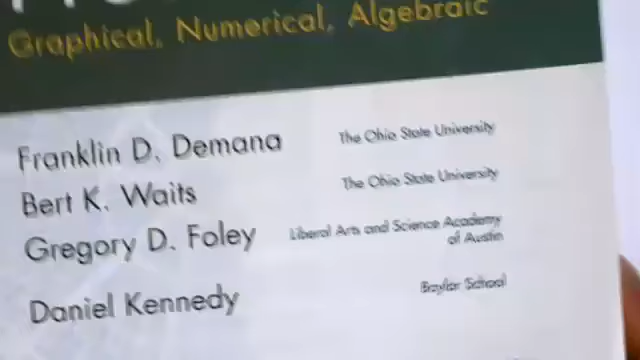 Graphical, Numerical, Algebraic
Franklin D. Demana The Ohio State University
Bert K. Waits The Ohio State University
Gregory D. Foley Liberal Arts and Science Academy
of Austin
Daniel Kennedy Baylor School